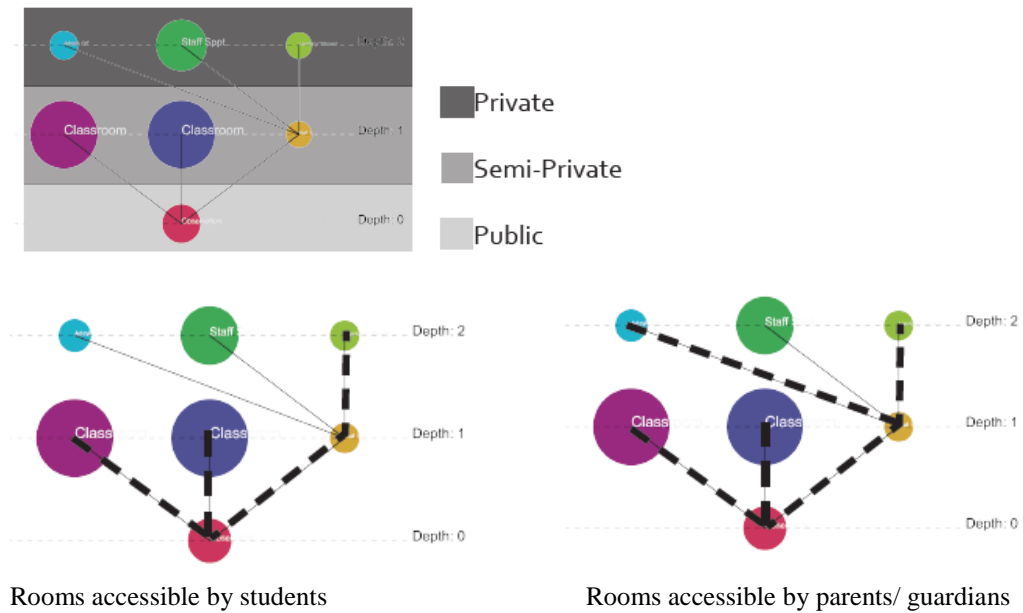 Staff Sppt.
Private
Classroom
Classroom
Depth: 1
Semi-Private
Depth: 0
Public
Staff
Depth: 2
Class
Class
Depth: 1
Depth: 0
Staff
Depth: 2
Class
Class
Depth: 1
Depth: 0
Rooms accessible by students
Rooms accessible by parents/ guardians